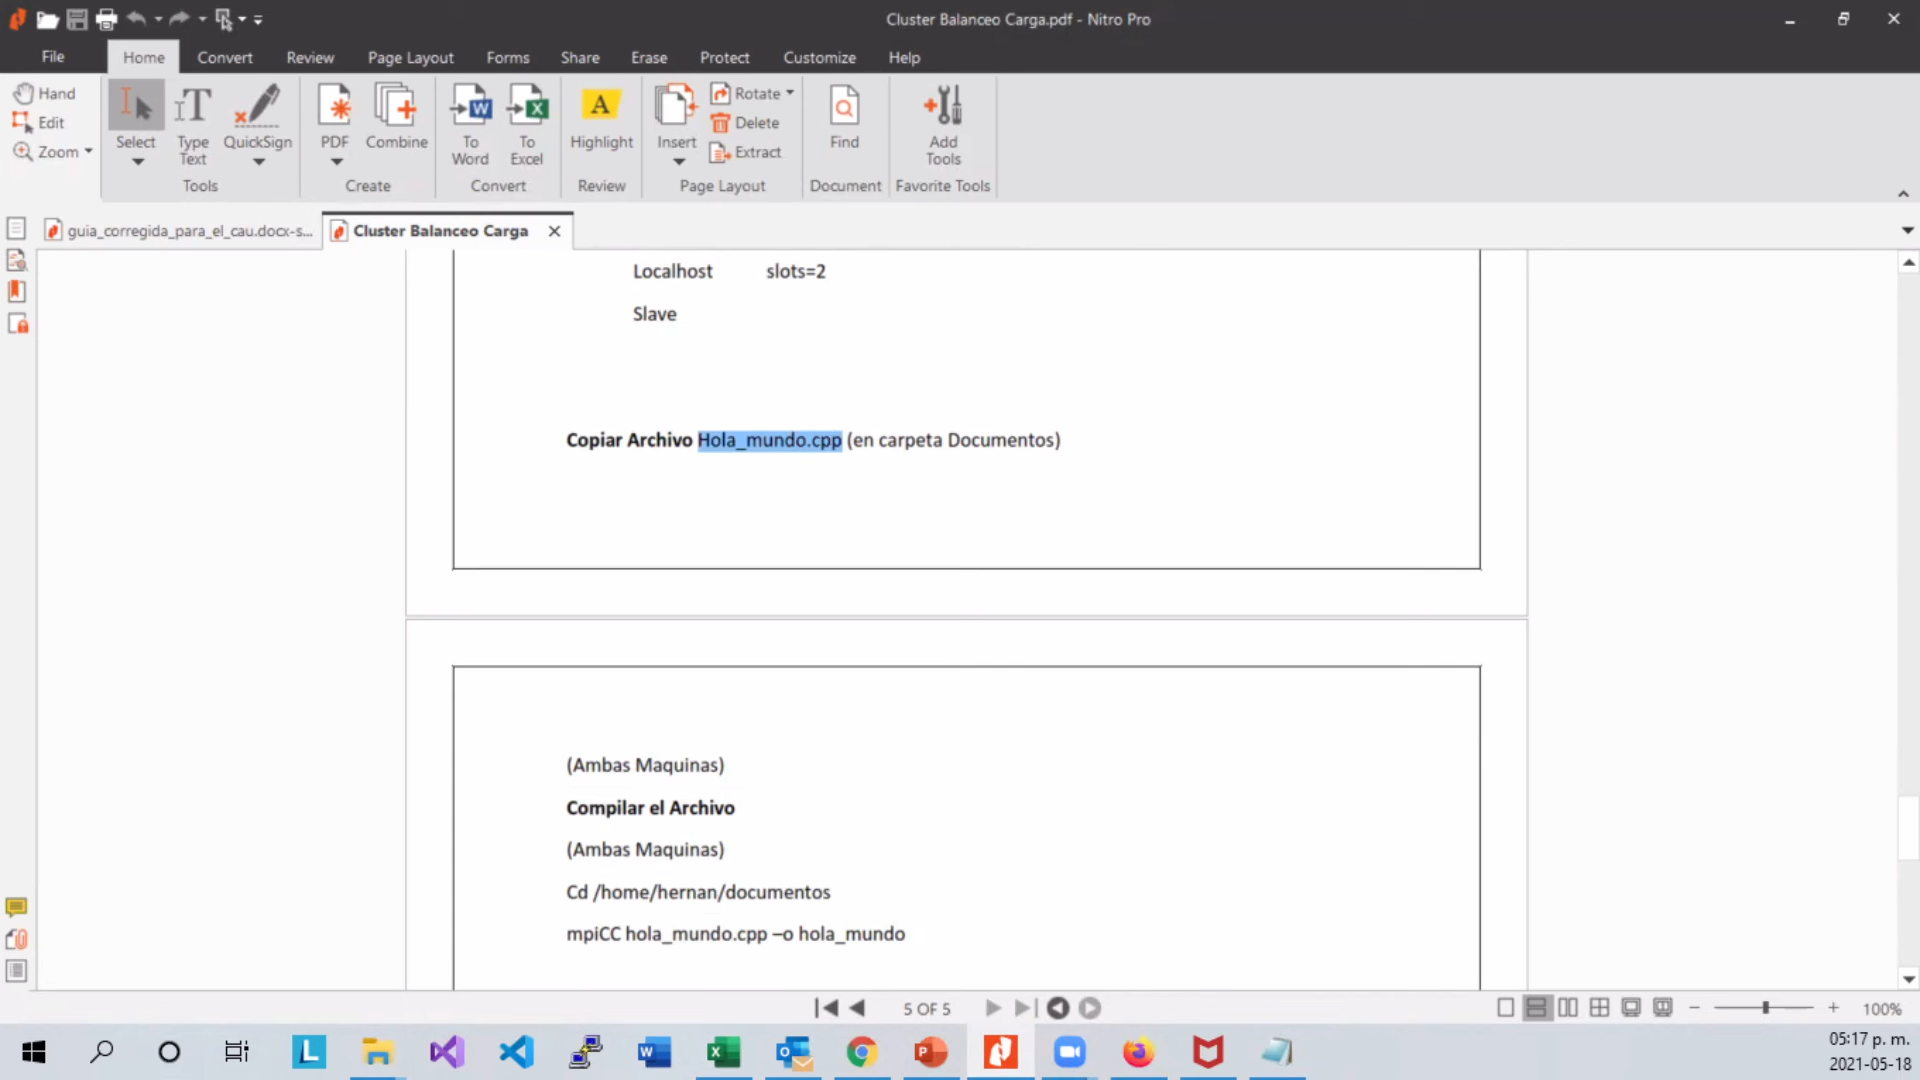 Cluster Balanceo Carga.pdf - Nitro Pro
File Home Convert Review Page Layout Forms Share Erase Protect Customize Help
Hand
Edit
Zoom
Select
Type Text
QuickSign
Tools
PDF
Combine
Create
To Word
To Excel
Convert
Highlight
Review
Insert
Rotate
Delete
Extract
Page Layout
Find
Document
Add Tools
Favorite Tools
guia_corregida_para_el_cau.docx-s...
Cluster Balanceo Carga
Localhost slots=2
Slave
Copiar Archivo Hola_mundo.cpp (en carpeta Documentos)
(Ambas Maquinas)
Compilar el Archivo
(Ambas Maquinas)
Cd /home/hernan/documentos
mpiCC hola_mundo.cpp –o hola_mundo
5 OF 5
100%
05:17 p. m.
2021-05-18